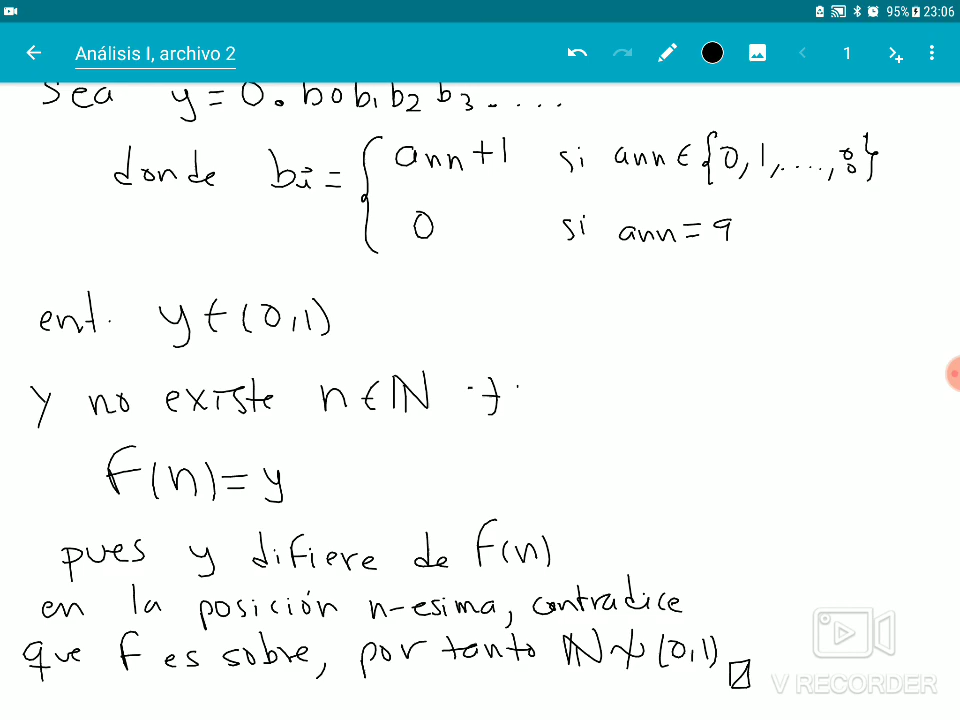 95% 23:06
Análisis I, archivo 2
1
Sea y = 0.b0b1b2b3.....
donde bi = { ann+1 si ann ∈ {0,1,....,8}
0 si ann = 9
ent. y ∈ (0,1)
y no existe n ∈ ℕ ·∋·
F(n) = y
pues y difiere de F(n)
en la posición n-esima, contradice
que F es sobre, por tanto ℕ ≁ (0,1)
V RECORDER